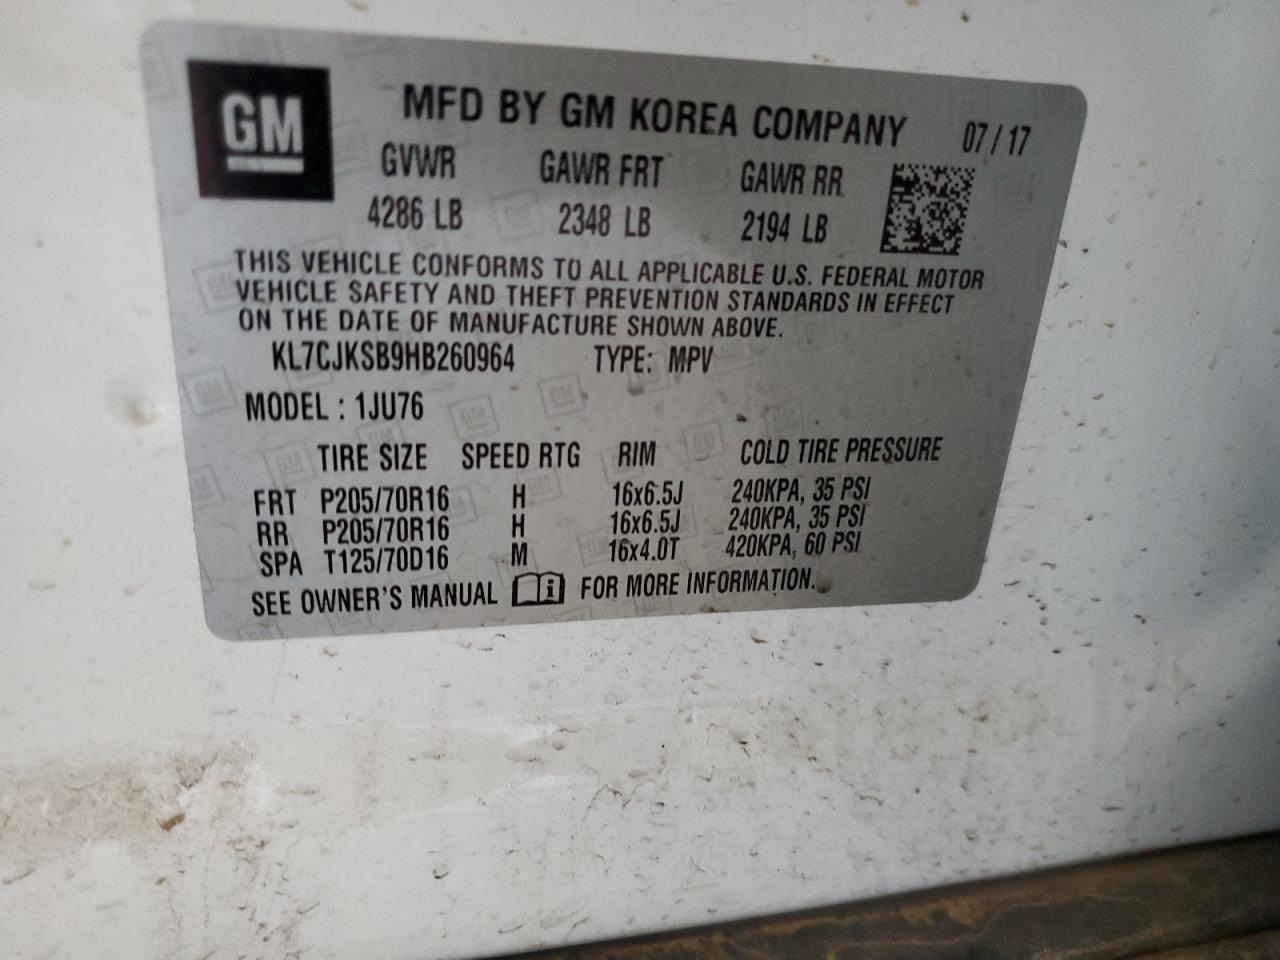 GM
MFD BY GM KOREA COMPANY 07/17
GVWR GAWR FRT GAWR RR
4286 LB 2348 LB 2194 LB
THIS VEHICLE CONFORMS TO ALL APPLICABLE U.S. FEDERAL MOTOR
VEHICLE SAFETY AND THEFT PREVENTION STANDARDS IN EFFECT
ON THE DATE OF MANUFACTURE SHOWN ABOVE.
KL7CJKSB9HB260964 TYPE: MPV
MODEL : 1JU76
TIRE SIZE SPEED RTG RIM COLD TIRE PRESSURE
FRT P205/70R16 H 16x6.5J 240KPA, 35 PSI
RR P205/70R16 H 16x6.5J 240KPA, 35 PSI
SPA T125/70D16 M 16x4.0T 420KPA, 60 PSI
SEE OWNER'S MANUAL i FOR MORE INFORMATION.